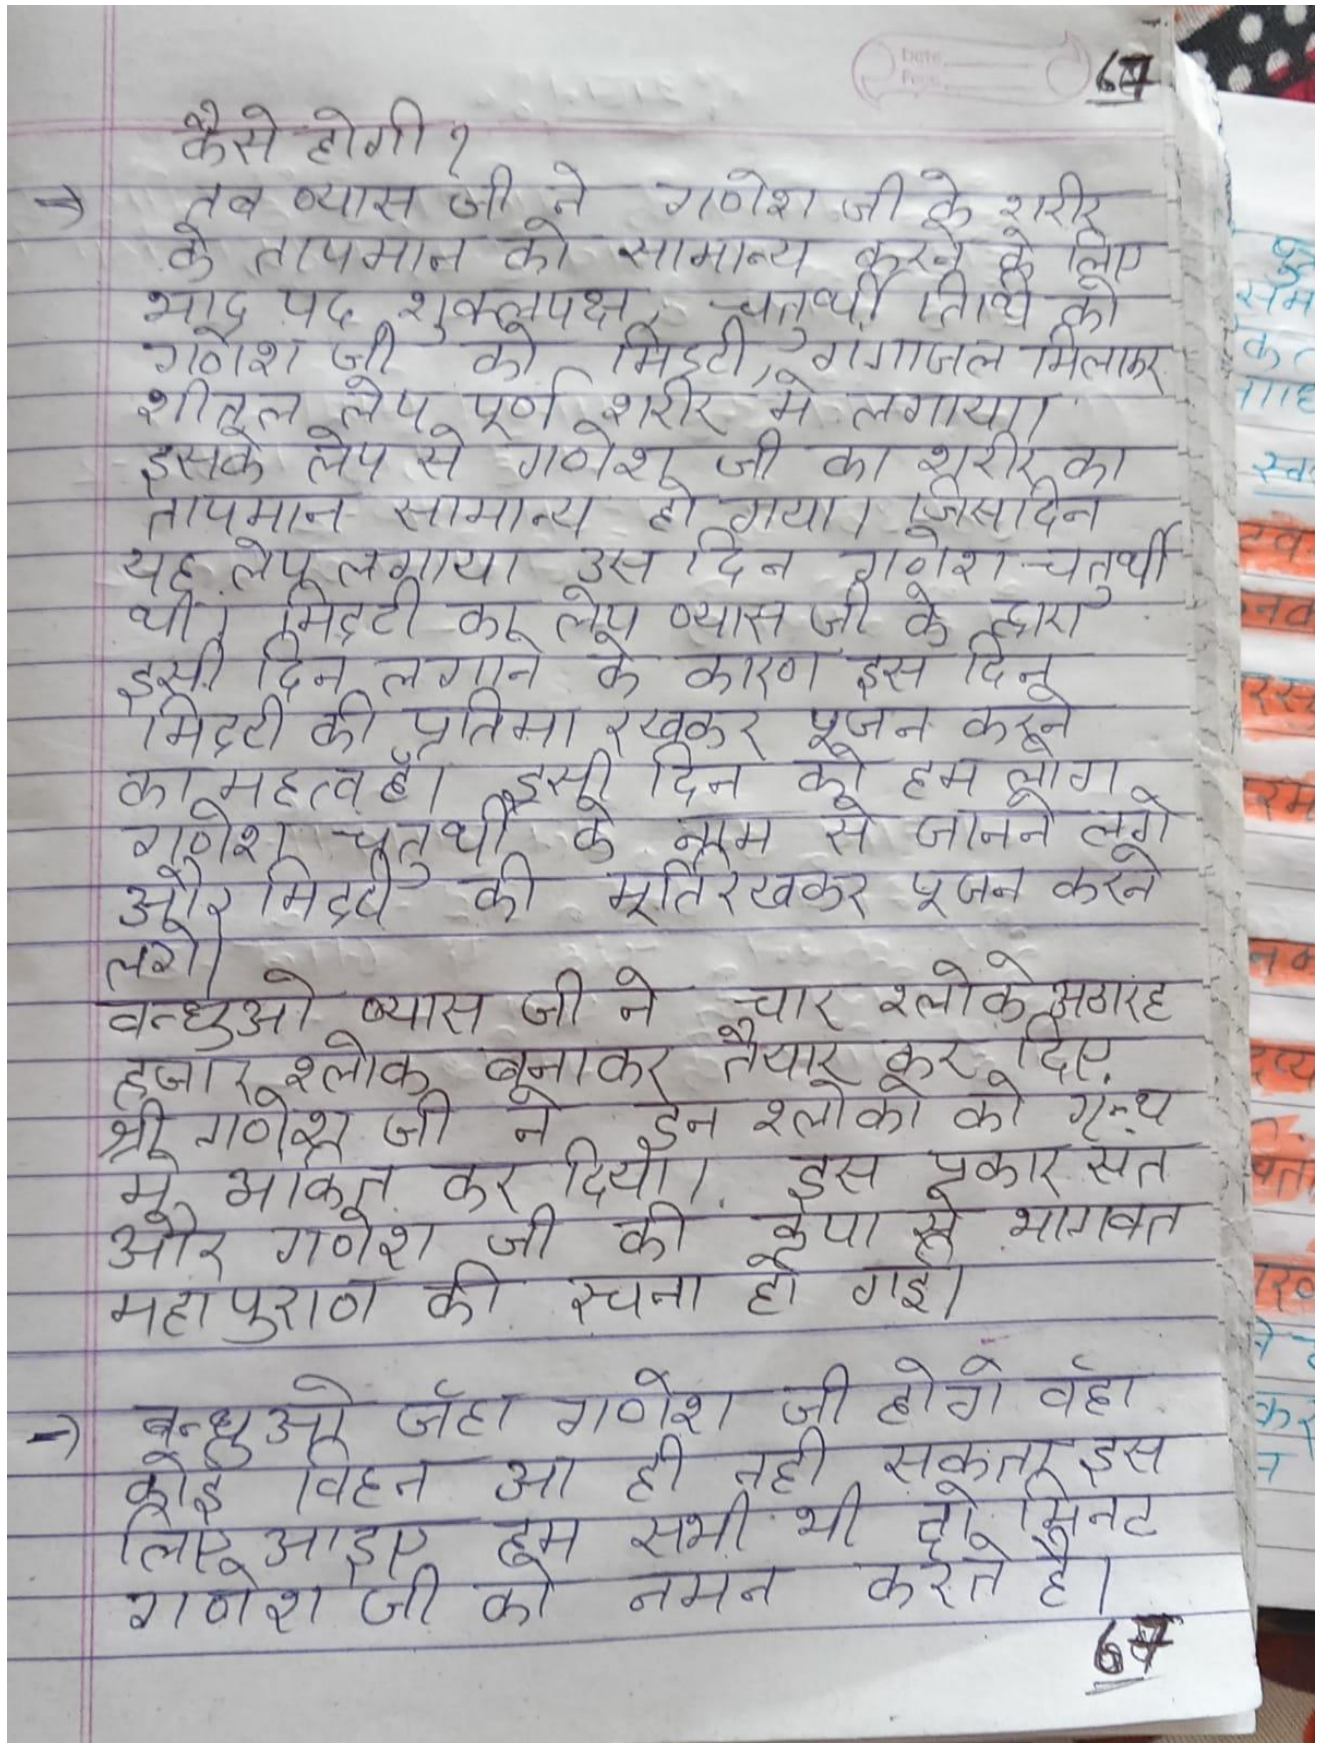 67
कैसे होगी ?
→ तब व्यास जी ने गणेश जी के शरीर
के तापमान को सामान्य करने के लिए
भाद्र पद शुक्लपक्ष, चतुर्थी तिथि को
गणेश जी को मिट्टी, गंगाजल मिलाकर
शीतल लेप पूर्ण शरीर मे लगाया।
इसके लेप से गणेश जी का शरीर का
तापमान सामान्य हो गया। जिसदिन
यह लेप लगाया उस दिन गणेश चतुर्थी
थी। मिट्टी का लेप व्यास जी के द्वारा
इसी दिन लगाने के कारण इस दिन
मिट्टी की प्रतिमा रखकर पूजन करने
का महत्व है। इसी दिन को हम लोग
गणेश चतुर्थी के नाम से जानने लगे
और मिट्टी की मूर्ति रखकर पूजन करने
लगे।
बन्धुओ व्यास जी ने चार श्लोके अठारह
हजार श्लोक बनाकर तैयार कर दिए
श्री गणेश जी ने इन श्लोको को ग्रन्थ
मे अंकित कर दिया। इस प्रकार संत
और गणेश जी की कृपा से भागवत
महापुराण की रचना हो गई।
→ बन्धुओ जँहा गणेश जी होगे वँहा
कोई विहन आ ही नही सकता इस
लिए आइए हम सभी भी दो मिनट
गणेश जी को नमन करते है।
67